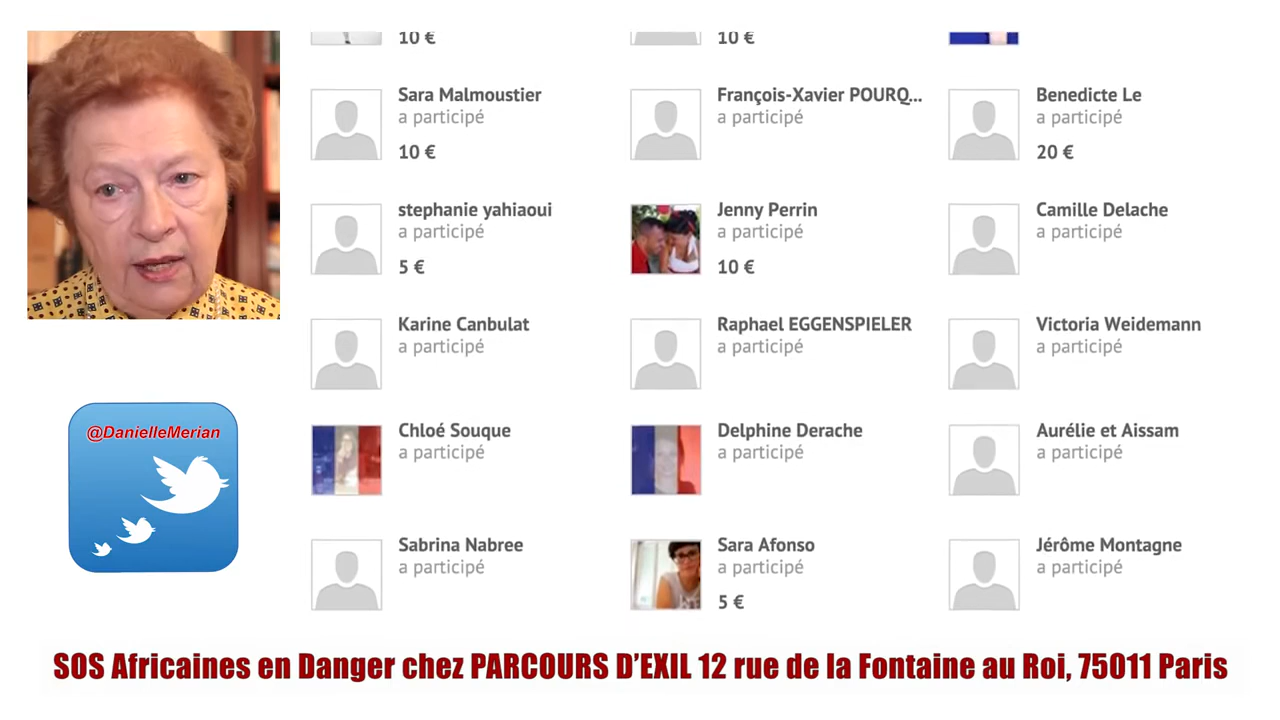 10 €
10 €
Sara Malmoustier
a participé
10 €
François-Xavier POURQ...
a participé
Benedicte Le
a participé
20 €
stephanie yahiaoui
a participé
5 €
Jenny Perrin
a participé
10 €
Camille Delache
a participé
Karine Canbulat
a participé
Raphael EGGENSPIELER
a participé
Victoria Weidemann
a participé
@DanielleMerian
Chloé Souque
a participé
Delphine Derache
a participé
Aurélie et Aissam
a participé
Sabrina Nabree
a participé
Sara Afonso
a participé
5 €
Jérôme Montagne
a participé
SOS Africaines en Danger chez PARCOURS D'EXIL 12 rue de la Fontaine au Roi, 75011 Paris